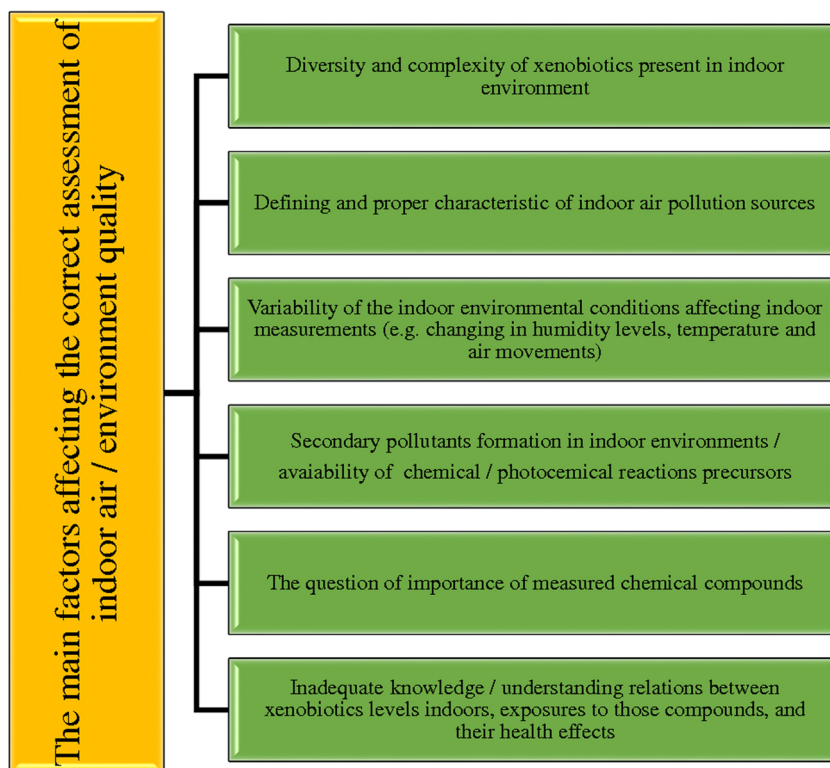 The main factors affecting the correct assessment of
indoor air / environment quality
Diversity and complexity of xenobiotics present in indoor
environment
Defining and proper characteristic of indoor air pollution sources
Variability of the indoor environmental conditions affecting indoor
measurements (e.g. changing in humidity levels, temperature and
air movements)
Secondary pollutants formation in indoor environments /
avaiability of chemical / photocemical reactions precursors
The question of importance of measured chemical compounds
Inadequate knowledge / understanding relations between
xenobiotics levels indoors, exposures to those compounds, and
their health effects